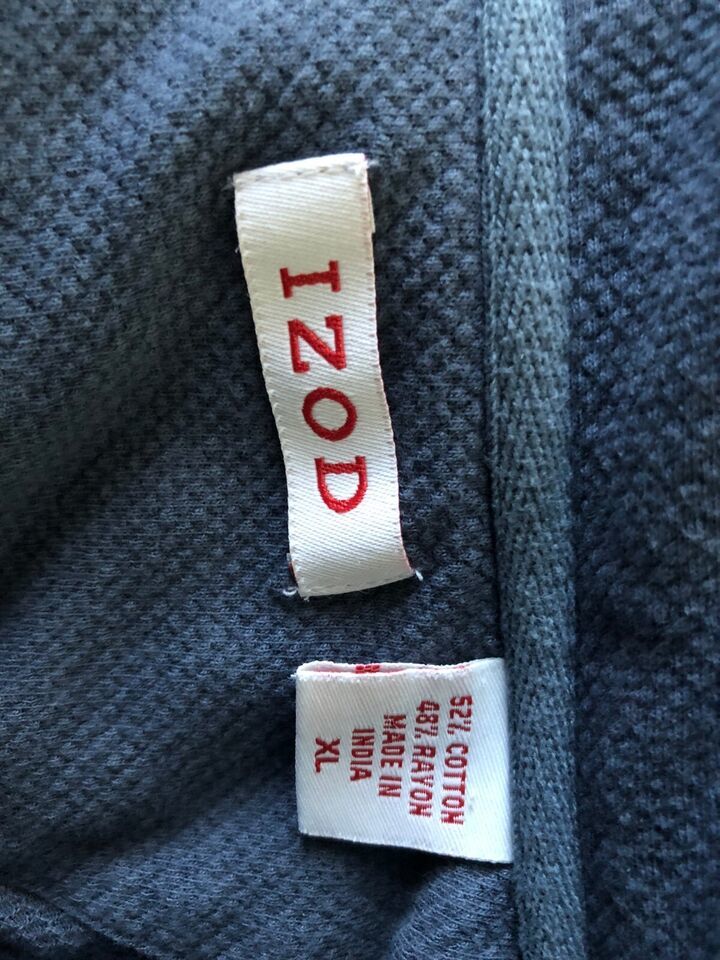 IZOD
52% COTTON
48% RAYON
MADE IN
INDIA
XL